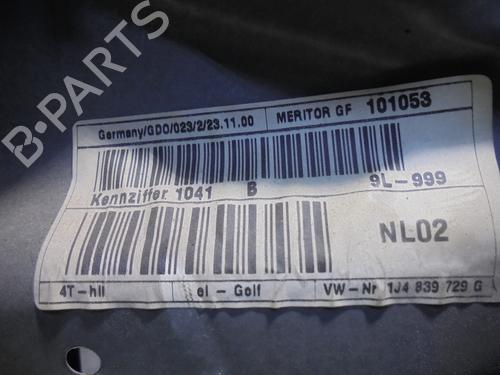 B-PARTS
Germany/GDO/023/2/23.11.00 MERITOR GF 101053
Kennziffer 1041 B 9L-999
NL02
4T-hll el - Golf VW-Nr 1J4 839 729 G